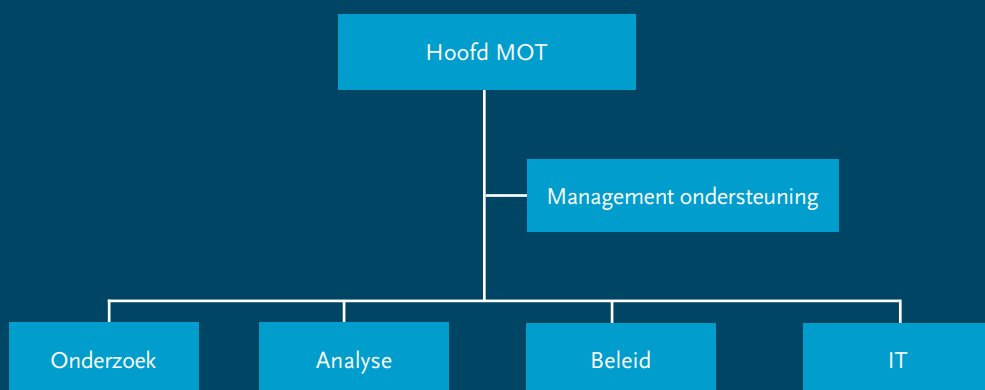 Hoofd MOT
Management ondersteuning
Onderzoek
Analyse
Beleid
IT